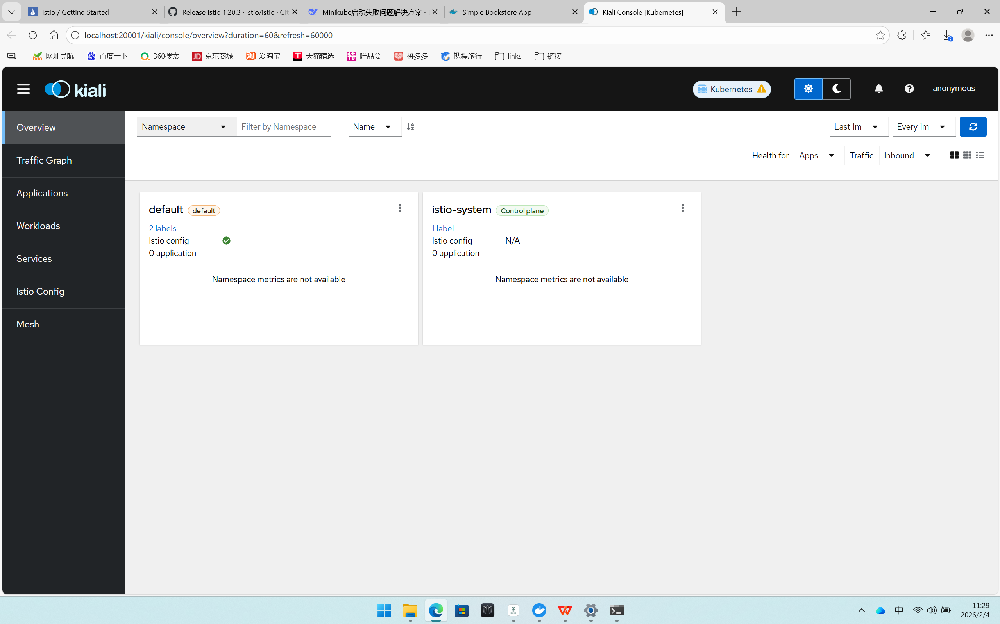 Istio / Getting Started
Release Istio 1.28.3 · istio/istio · Git
Minikube启动失败问题解决方案 -
Simple Bookstore App
Kiali Console [Kubernetes]
localhost:20001/kiali/console/overview?duration=60&refresh=60000
hao 网址导航
du 百度一下
360搜索
JD 京东商城
淘 爱淘宝
T 天猫精选
特 唯品会
拼多多
携程旅行
links
链接
kiali
Kubernetes
anonymous
Overview
Traffic Graph
Applications
Workloads
Services
Istio Config
Mesh
Namespace
Filter by Namespace
Name
Last 1m
Every 1m
Health for
Apps
Traffic
Inbound
default default
2 labels
Istio config
0 application
Namespace metrics are not available
istio-system Control plane
1 label
Istio config N/A
0 application
Namespace metrics are not available
中
11:29
2026/2/4